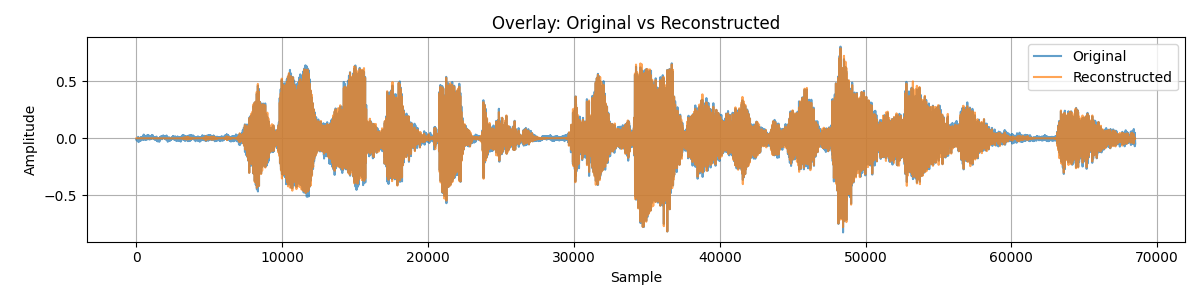 Overlay: Original vs Reconstructed
Original
Reconstructed
Amplitude
0.5
0.0
−0.5
0 10000 20000 30000 40000 50000 60000 70000
Sample